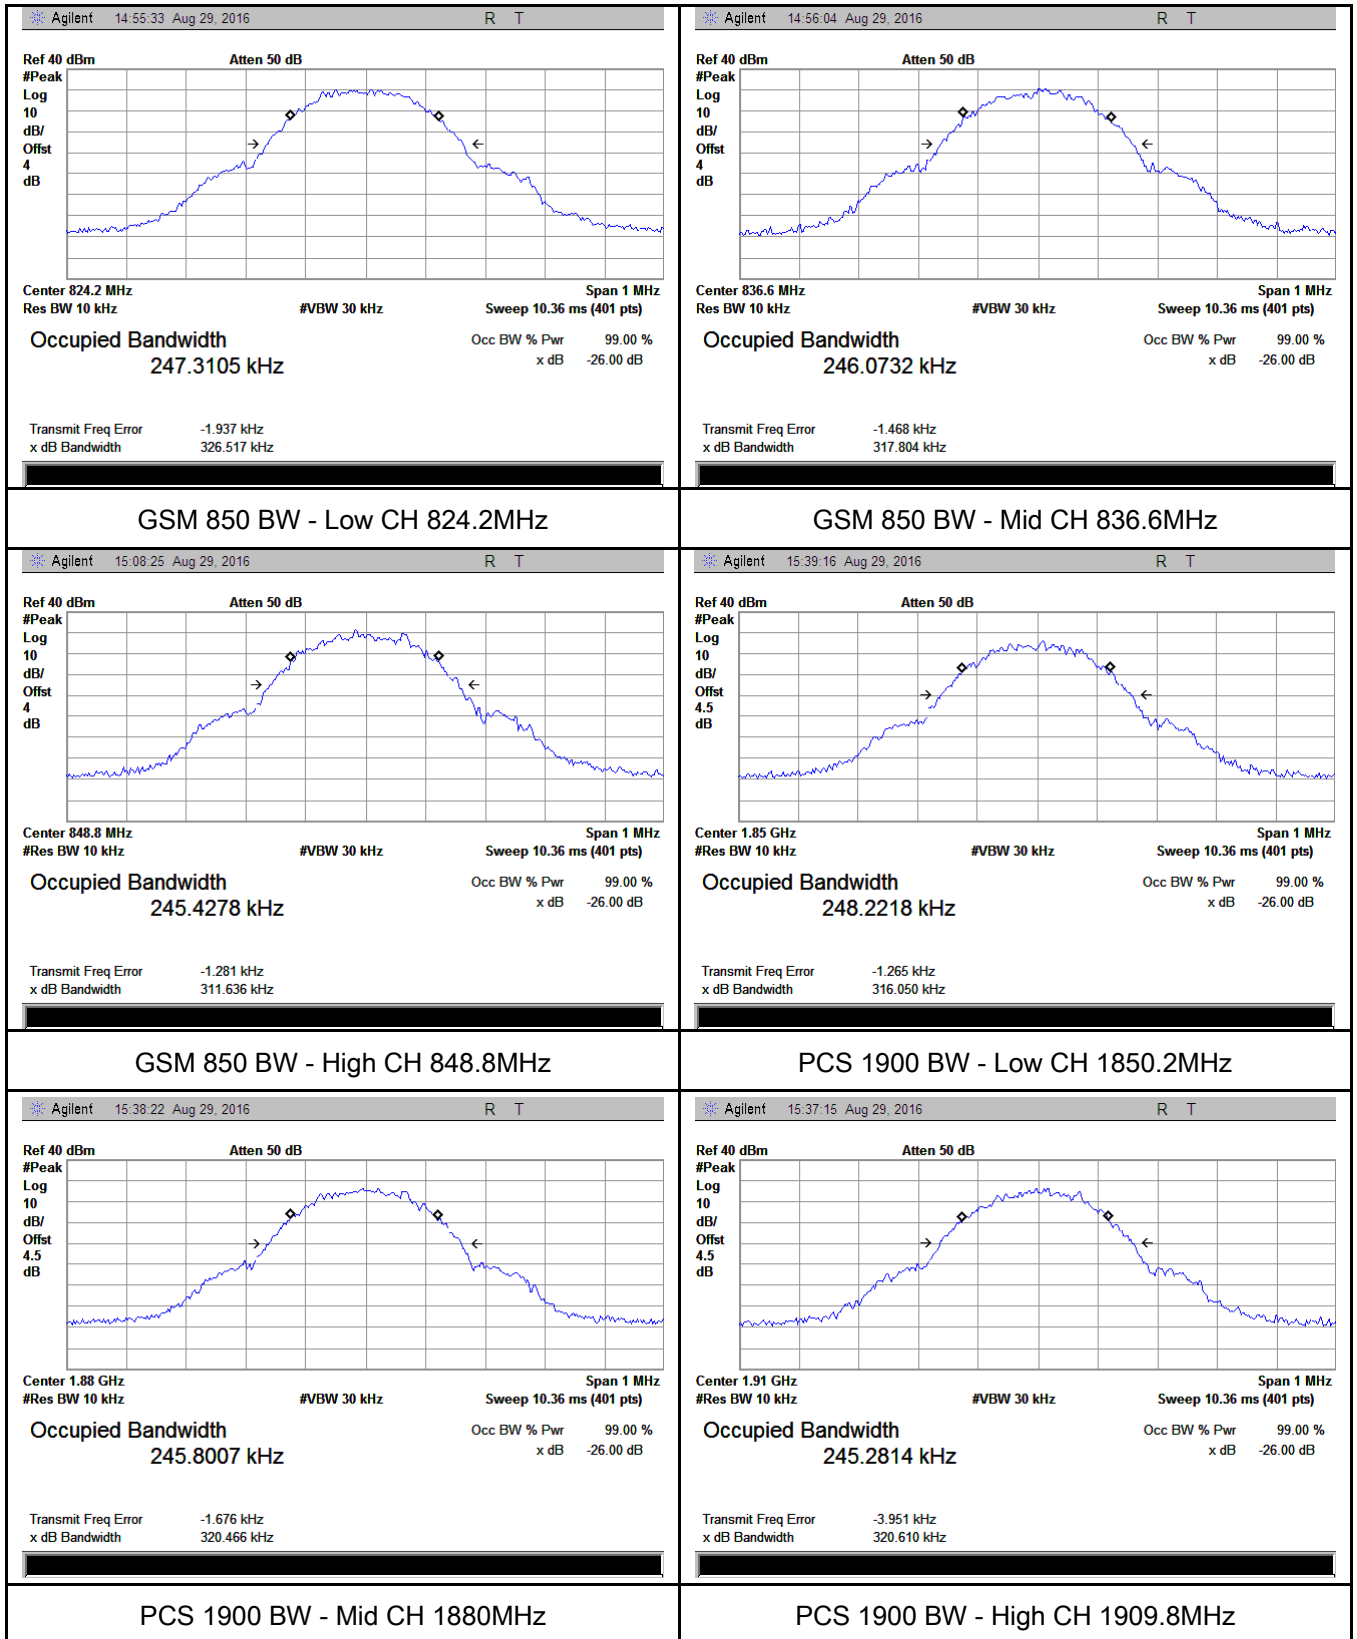 Agilent 14:55:33 Aug 29, 2016 R T
Ref 40 dBm Atten 50 dB
#Peak
Log
10
dB/
Offst
4
dB
Center 824.2 MHz Span 1 MHz
Res BW 10 kHz #VBW 30 kHz Sweep 10.36 ms (401 pts)
Occupied Bandwidth Occ BW % Pwr 99.00 %
247.3105 kHz x dB -26.00 dB
Transmit Freq Error -1.937 kHz
x dB Bandwidth 326.517 kHz
GSM 850 BW - Low CH 824.2MHz
Agilent 14:56:04 Aug 29, 2016 R T
Ref 40 dBm Atten 50 dB
#Peak
Log
10
dB/
Offst
4
dB
Center 836.6 MHz Span 1 MHz
Res BW 10 kHz #VBW 30 kHz Sweep 10.36 ms (401 pts)
Occupied Bandwidth Occ BW % Pwr 99.00 %
246.0732 kHz x dB -26.00 dB
Transmit Freq Error -1.468 kHz
x dB Bandwidth 317.804 kHz
GSM 850 BW - Mid CH 836.6MHz
Agilent 15:08:25 Aug 29, 2016 R T
Ref 40 dBm Atten 50 dB
#Peak
Log
10
dB/
Offst
4
dB
Center 848.8 MHz Span 1 MHz
#Res BW 10 kHz #VBW 30 kHz Sweep 10.36 ms (401 pts)
Occupied Bandwidth Occ BW % Pwr 99.00 %
245.4278 kHz x dB -26.00 dB
Transmit Freq Error -1.281 kHz
x dB Bandwidth 311.636 kHz
GSM 850 BW - High CH 848.8MHz
Agilent 15:39:16 Aug 29, 2016 R T
Ref 40 dBm Atten 50 dB
#Peak
Log
10
dB/
Offst
4.5
dB
Center 1.85 GHz Span 1 MHz
#Res BW 10 kHz #VBW 30 kHz Sweep 10.36 ms (401 pts)
Occupied Bandwidth Occ BW % Pwr 99.00 %
248.2218 kHz x dB -26.00 dB
Transmit Freq Error -1.265 kHz
x dB Bandwidth 316.050 kHz
PCS 1900 BW - Low CH 1850.2MHz
Agilent 15:38:22 Aug 29, 2016 R T
Ref 40 dBm Atten 50 dB
#Peak
Log
10
dB/
Offst
4.5
dB
Center 1.88 GHz Span 1 MHz
#Res BW 10 kHz #VBW 30 kHz Sweep 10.36 ms (401 pts)
Occupied Bandwidth Occ BW % Pwr 99.00 %
245.8007 kHz x dB -26.00 dB
Transmit Freq Error -1.676 kHz
x dB Bandwidth 320.466 kHz
PCS 1900 BW - Mid CH 1880MHz
Agilent 15:37:15 Aug 29, 2016 R T
Ref 40 dBm Atten 50 dB
#Peak
Log
10
dB/
Offst
4.5
dB
Center 1.91 GHz Span 1 MHz
#Res BW 10 kHz #VBW 30 kHz Sweep 10.36 ms (401 pts)
Occupied Bandwidth Occ BW % Pwr 99.00 %
245.2814 kHz x dB -26.00 dB
Transmit Freq Error -3.951 kHz
x dB Bandwidth 320.610 kHz
PCS 1900 BW - High CH 1909.8MHz